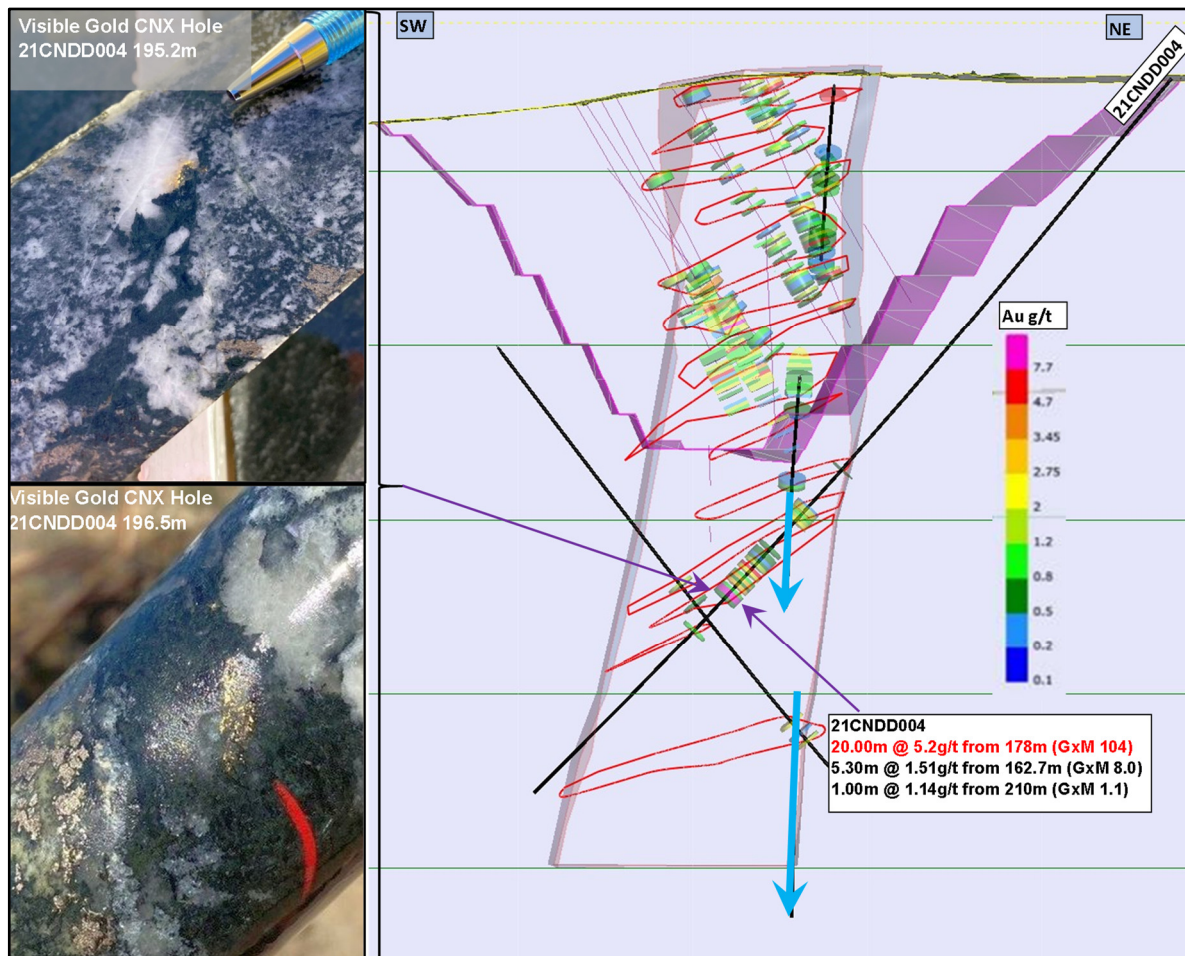 Visible Gold CNX Hole
21CNDD004 195.2m
Visible Gold CNX Hole
21CNDD004 196.5m
SW
NE
21CNDD004
Au g/t
7.7
4.7
3.45
2.75
2
1.2
0.8
0.5
0.2
0.1
21CNDD004
20.00m @ 5.2g/t from 178m (GxM 104)
5.30m @ 1.51g/t from 162.7m (GxM 8.0)
1.00m @ 1.14g/t from 210m (GxM 1.1)